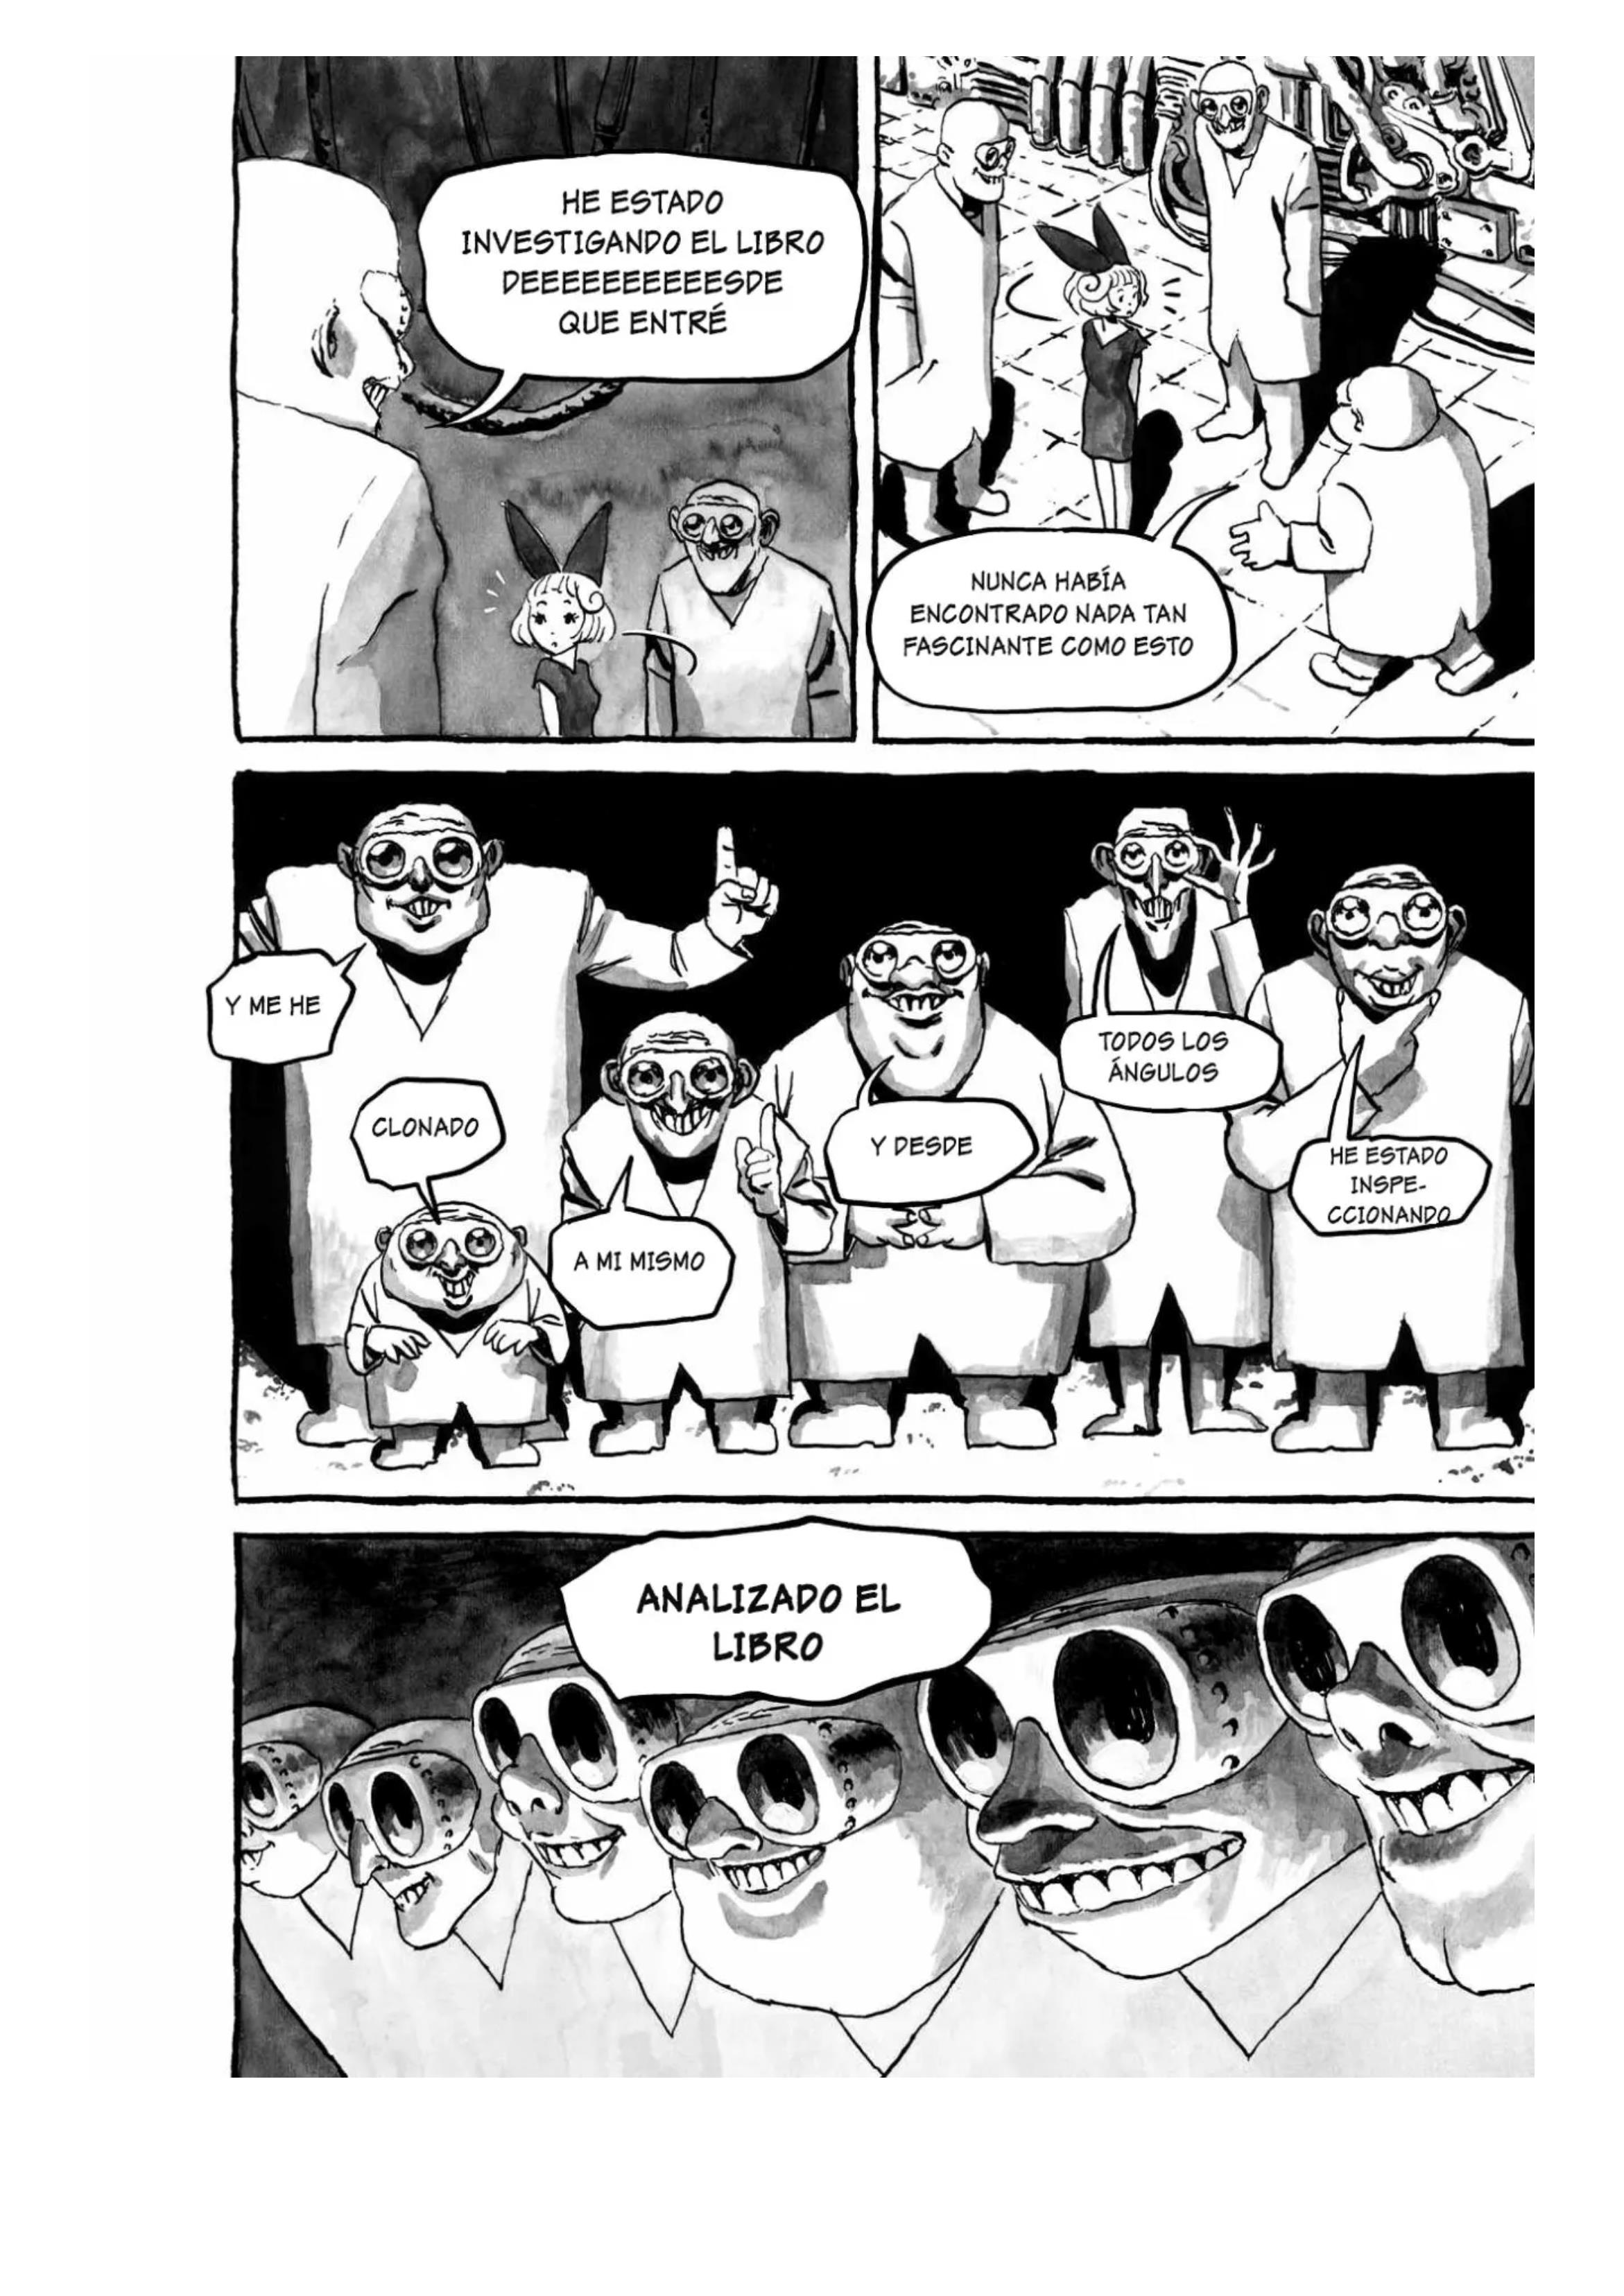 HE ESTADO
INVESTIGANDO EL LIBRO
DEEEEEEEEEEESDE
QUE ENTRÉ
NUNCA HABÍA
ENCONTRADO NADA TAN
FASCINANTE COMO ESTO
Y ME HE
CLONADO
A MI MISMO
Y DESDE
TODOS LOS
ÁNGULOS
HE ESTADO
INSPE-
CCIONANDO
ANALIZADO EL
LIBRO